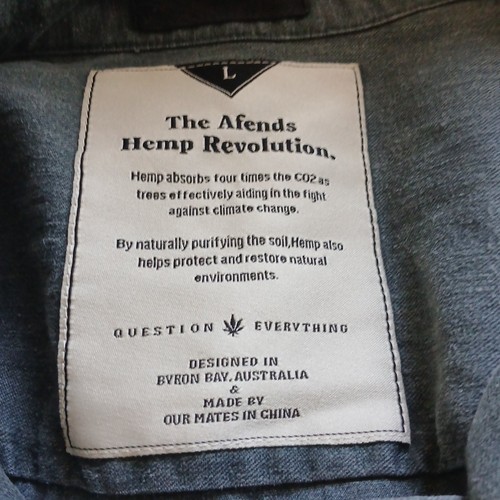 L
The Afends
Hemp Revolution.
Hemp absorbs four times the CO2 as
trees effectively aiding in the fight
against climate change.
By naturally purifying the soil,Hemp also
helps protect and restore natural
environments.
QUESTION EVERYTHING
DESIGNED IN
BYRON BAY, AUSTRALIA
&
MADE BY
OUR MATES IN CHINA